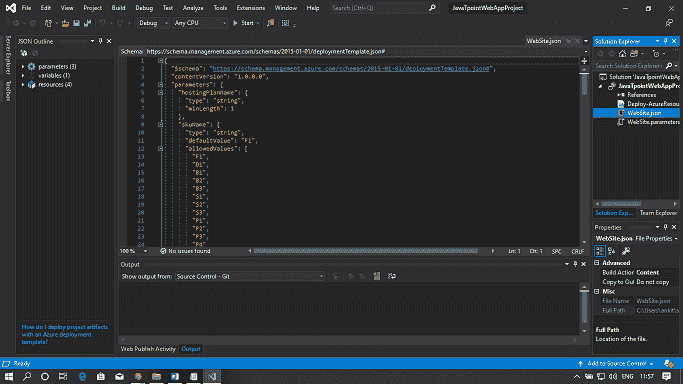 File Edit View Project Build Debug Test Analyze Tools Extensions Window Help Search (Ctrl+Q) JavaTpointWebAppProject
Debug Any CPU Start
Server Explorer
Toolbox
JSON Outline
parameters (3)
variables (1)
resources (4)
How do I deploy project artifacts
with an Azure deployment
template?
WebSite.json
Schema: https://schema.management.azure.com/schemas/2015-01-01/deploymentTemplate.json#
1 {
2 "$schema": "https://schema.management.azure.com/schemas/2015-01-01/deploymentTemplate.json#",
3 "contentVersion": "1.0.0.0",
4 "parameters": {
5 "hostingPlanName": {
6 "type": "string",
7 "minLength": 1
8 },
9 "skuName": {
10 "type": "string",
11 "defaultValue": "F1",
12 "allowedValues": [
13 "F1",
14 "D1",
15 "B1",
16 "B2",
17 "B3",
18 "S1",
19 "S2",
20 "S3",
21 "P1",
22 "P2",
23 "P3",
24 "P4"
100 % No issues found Ln: 1 Ch: 1 SPC CRLF
Output
Show output from: Source Control - Git
Web Publish Activity Output
Solution Explorer
Search Solution Explorer
Solution 'JavaTpointWebAp
JavaTpointWebAppPr
References
Deploy-AzureResou
WebSite.json
WebSite.parameters
Solution Exp... Team Explorer
Properties
WebSite.json File Properties
Advanced
Build Action Content
Copy to Out Do not copy
Misc
File Name WebSite.json
Full Path C:\Users\ankit\s
Full Path
Location of the file.
Ready Add to Source Control
ENG 11:57